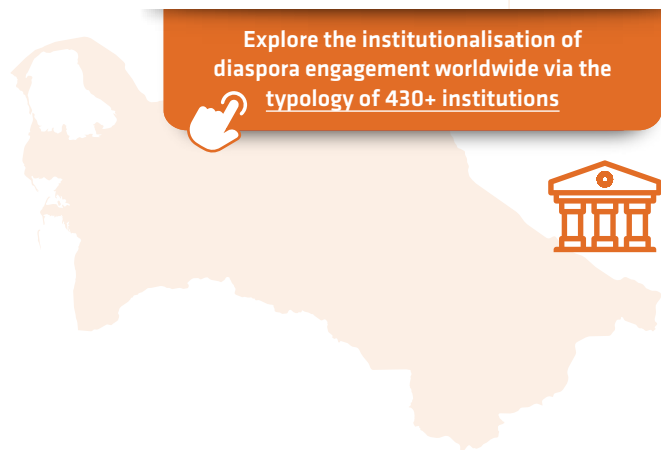 Explore the institutionalisation of
diaspora engagement worldwide via the
typology of 430+ institutions